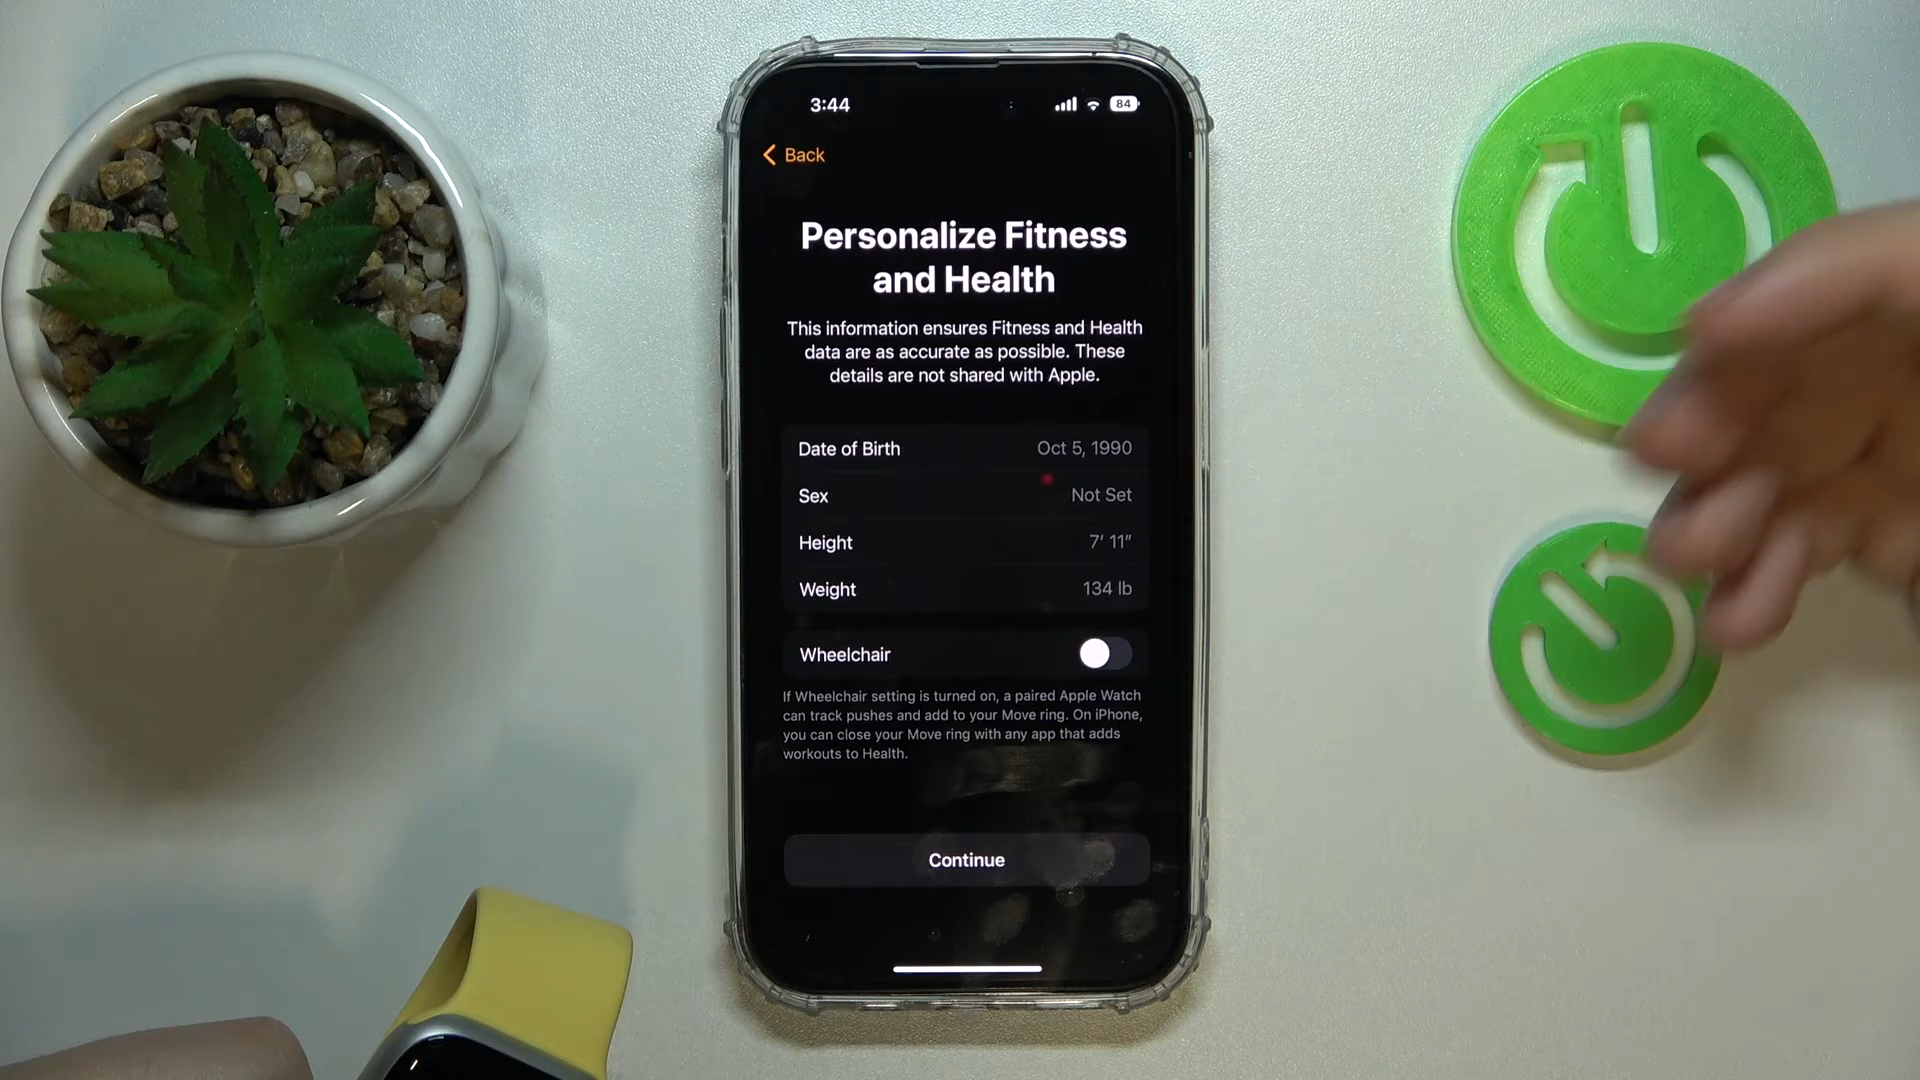 3:44
84
Back
Personalize Fitness
and Health
This information ensures Fitness and Health
data are as accurate as possible. These
details are not shared with Apple.
Date of Birth Oct 5, 1990
Sex Not Set
Height 7' 11"
Weight 134 lb
Wheelchair
If Wheelchair setting is turned on, a paired Apple Watch
can track pushes and add to your Move ring. On iPhone,
you can close your Move ring with any app that adds
workouts to Health.
Continue